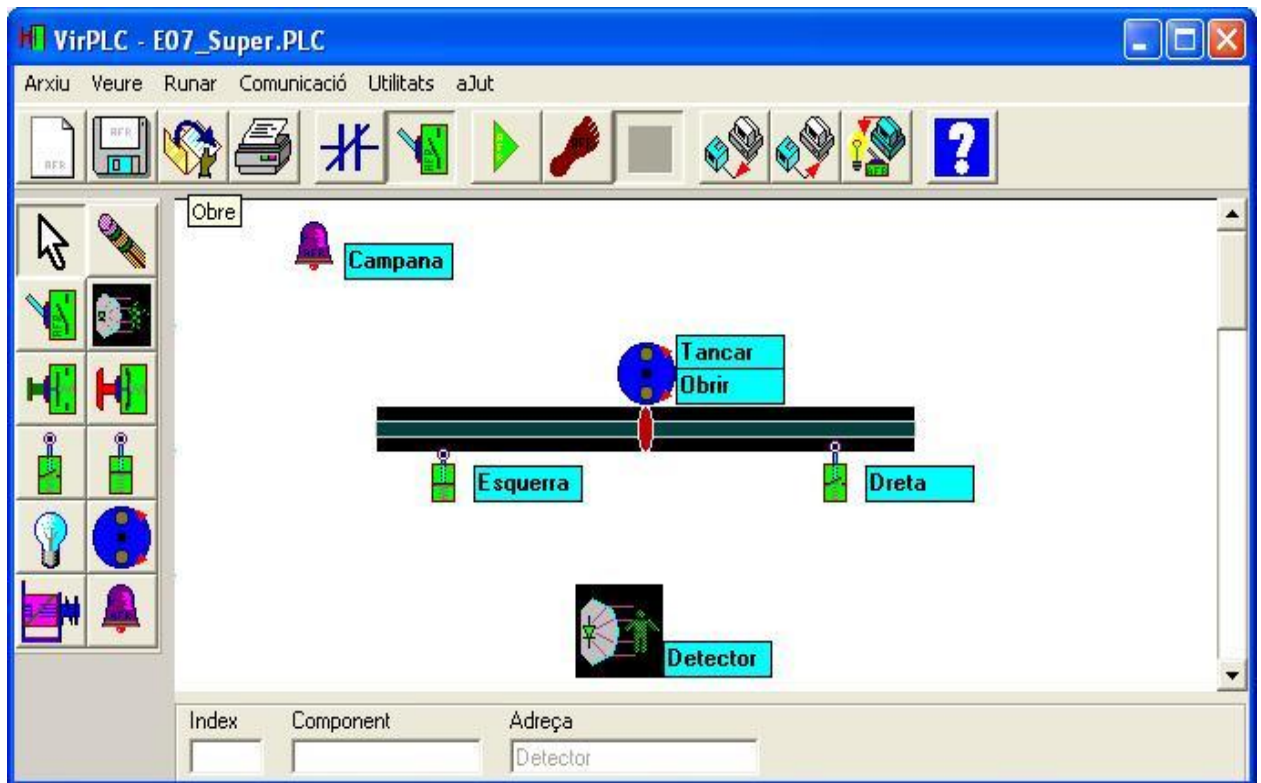 VirPLC - E07_Super.PLC
Arxiu Veure Runar Comunicació Utilitats aJut
Obre
Campana
Tancar
Obrir
Esquerra
Dreta
Detector
Index Component Adreça
Detector